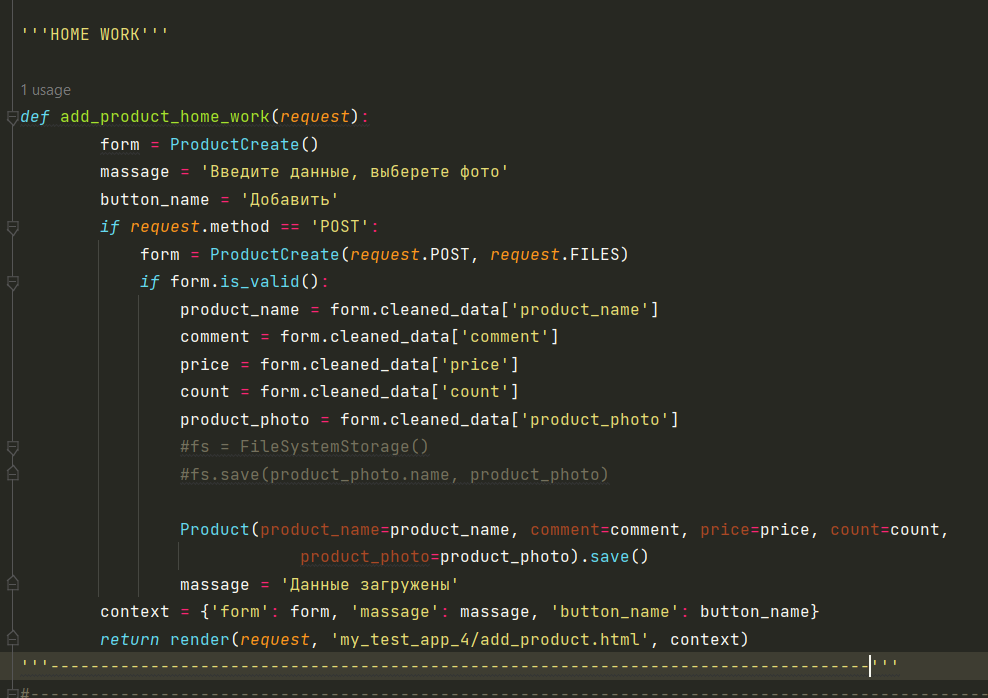 '''HOME WORK'''
1 usage
def add_product_home_work(request):
form = ProductCreate()
massage = 'Введите данные, выберете фото'
button_name = 'Добавить'
if request.method == 'POST':
form = ProductCreate(request.POST, request.FILES)
if form.is_valid():
product_name = form.cleaned_data['product_name']
comment = form.cleaned_data['comment']
price = form.cleaned_data['price']
count = form.cleaned_data['count']
product_photo = form.cleaned_data['product_photo']
#fs = FileSystemStorage()
#fs.save(product_photo.name, product_photo)
Product(product_name=product_name, comment=comment, price=price, count=count,
product_photo=product_photo).save()
massage = 'Данные загружены'
context = {'form': form, 'massage': massage, 'button_name': button_name}
return render(request, 'my_test_app_4/add_product.html', context)
'''----------------------------------------------------------------------------------'''
#-----------------------------------------------------------------------------------------------